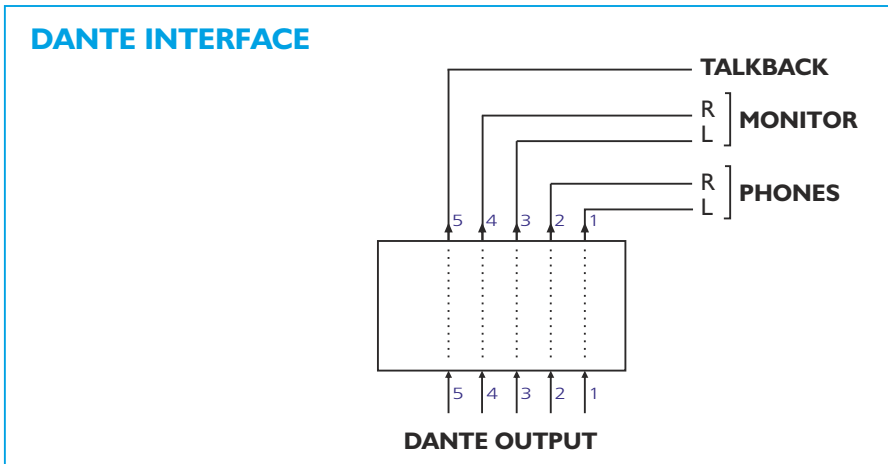 DANTE INTERFACE
TALKBACK
R
MONITOR
L
R
PHONES
L
5 4 3 2 1
5 4 3 2 1
DANTE OUTPUT